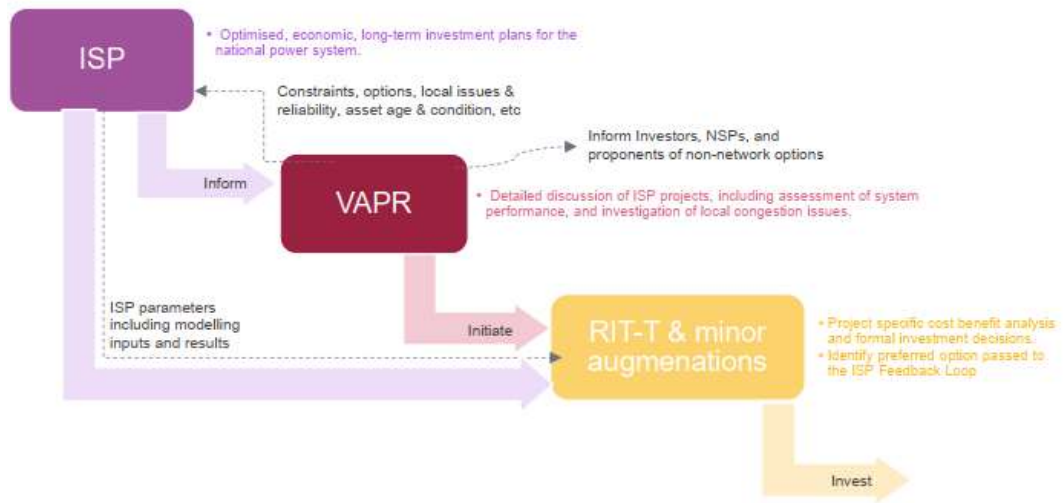 ISP
• Optimised, economic, long-term investment plans for the
national power system.
Constraints, options, local issues &
reliability, asset age & condition, etc
Inform Investors, NSPs, and
proponents of non-network options
Inform
VAPR
• Detailed discussion of ISP projects, including assessment of system
performance, and investigation of local congestion issues.
ISP parameters
including modelling
inputs and results
Initiate
RIT-T & minor
augmenations
• Project specific cost benefit analysis
and formal investment decisions.
• Identify preferred option passed to
the ISP Feedback Loop
Invest